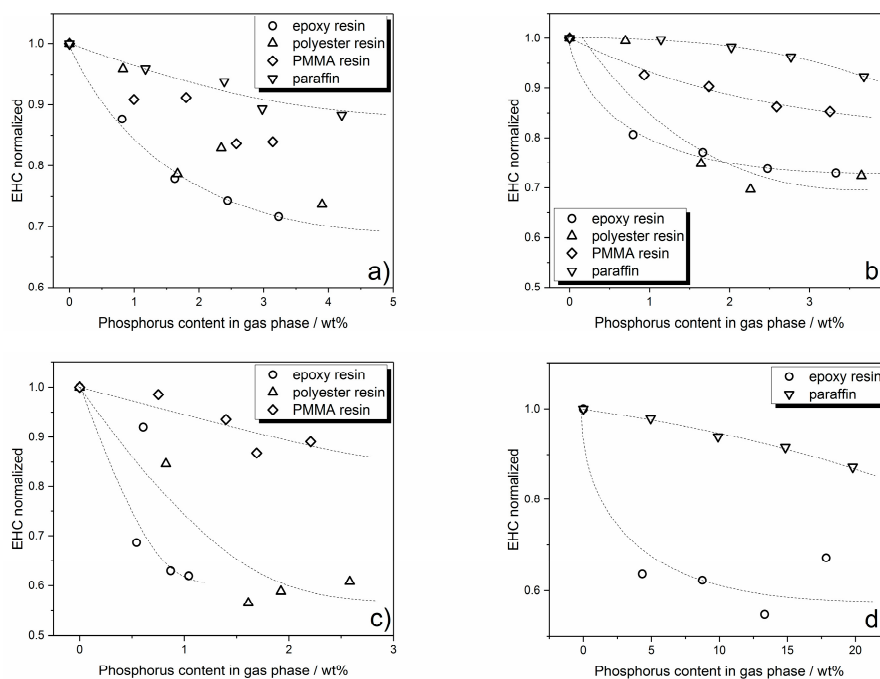 epoxy resin
polyester resin
PMMA resin
paraffin
1.0
0.9
0.8
0.7
0.6
EHC normalized
0
1
2
3
4
5
a)
Phosphorus content in gas phase / wt%
1.0
0.9
0.8
0.7
0.6
0.5
EHC normalized
epoxy resin
polyester resin
PMMA resin
paraffin
0
1
2
3
b
Phosphorus content in gas phase / wt%
epoxy resin
polyester resin
PMMA resin
1.0
0.9
0.8
0.7
0.6
0.5
EHC normalized
0
1
2
3
c)
Phosphorus content in gas phase / wt%
epoxy resin
paraffin
1.0
0.8
0.6
EHC normalized
0
5
10
15
20
d
Phosphorus content in gas phase / wt%